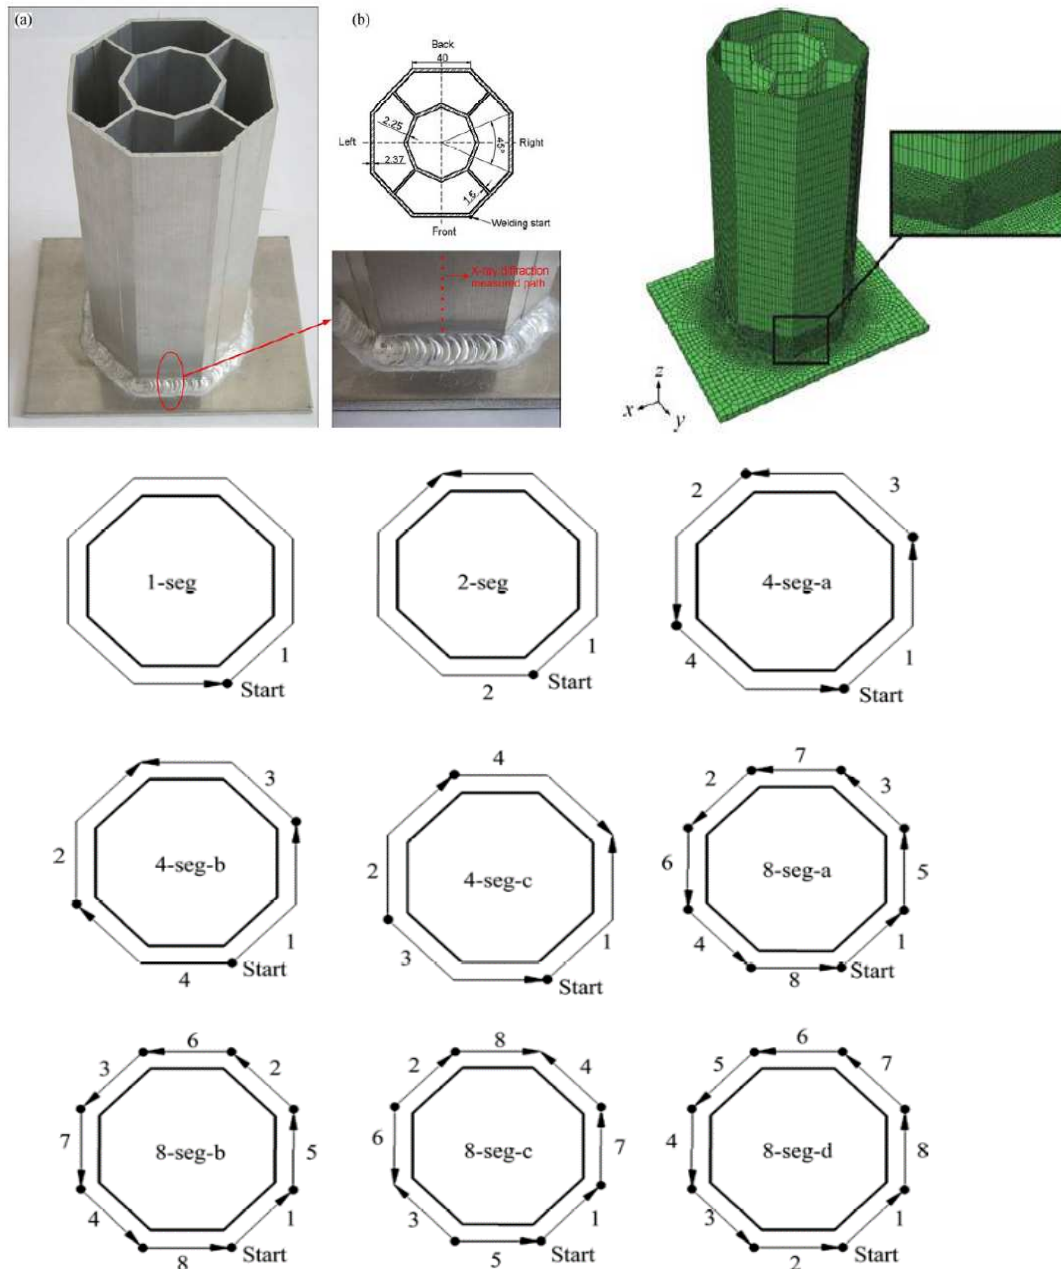 (a)
(b)
Back
40
2.25
Left
45°
Right
2.37
1.6
Welding start
Front
X-ray diffraction
measured path
z
x
y
1-seg
1
Start
2-seg
1
2
Start
2
3
4-seg-a
4
1
Start
3
4-seg-b
2
1
4
Start
4
4-seg-c
2
1
3
Start
7
2
3
8-seg-a
6
5
4
1
8
Start
6
3
2
8-seg-b
7
5
4
1
8
Start
8
2
4
8-seg-c
6
7
3
1
5
Start
6
5
7
8-seg-d
4
8
3
1
2
Start